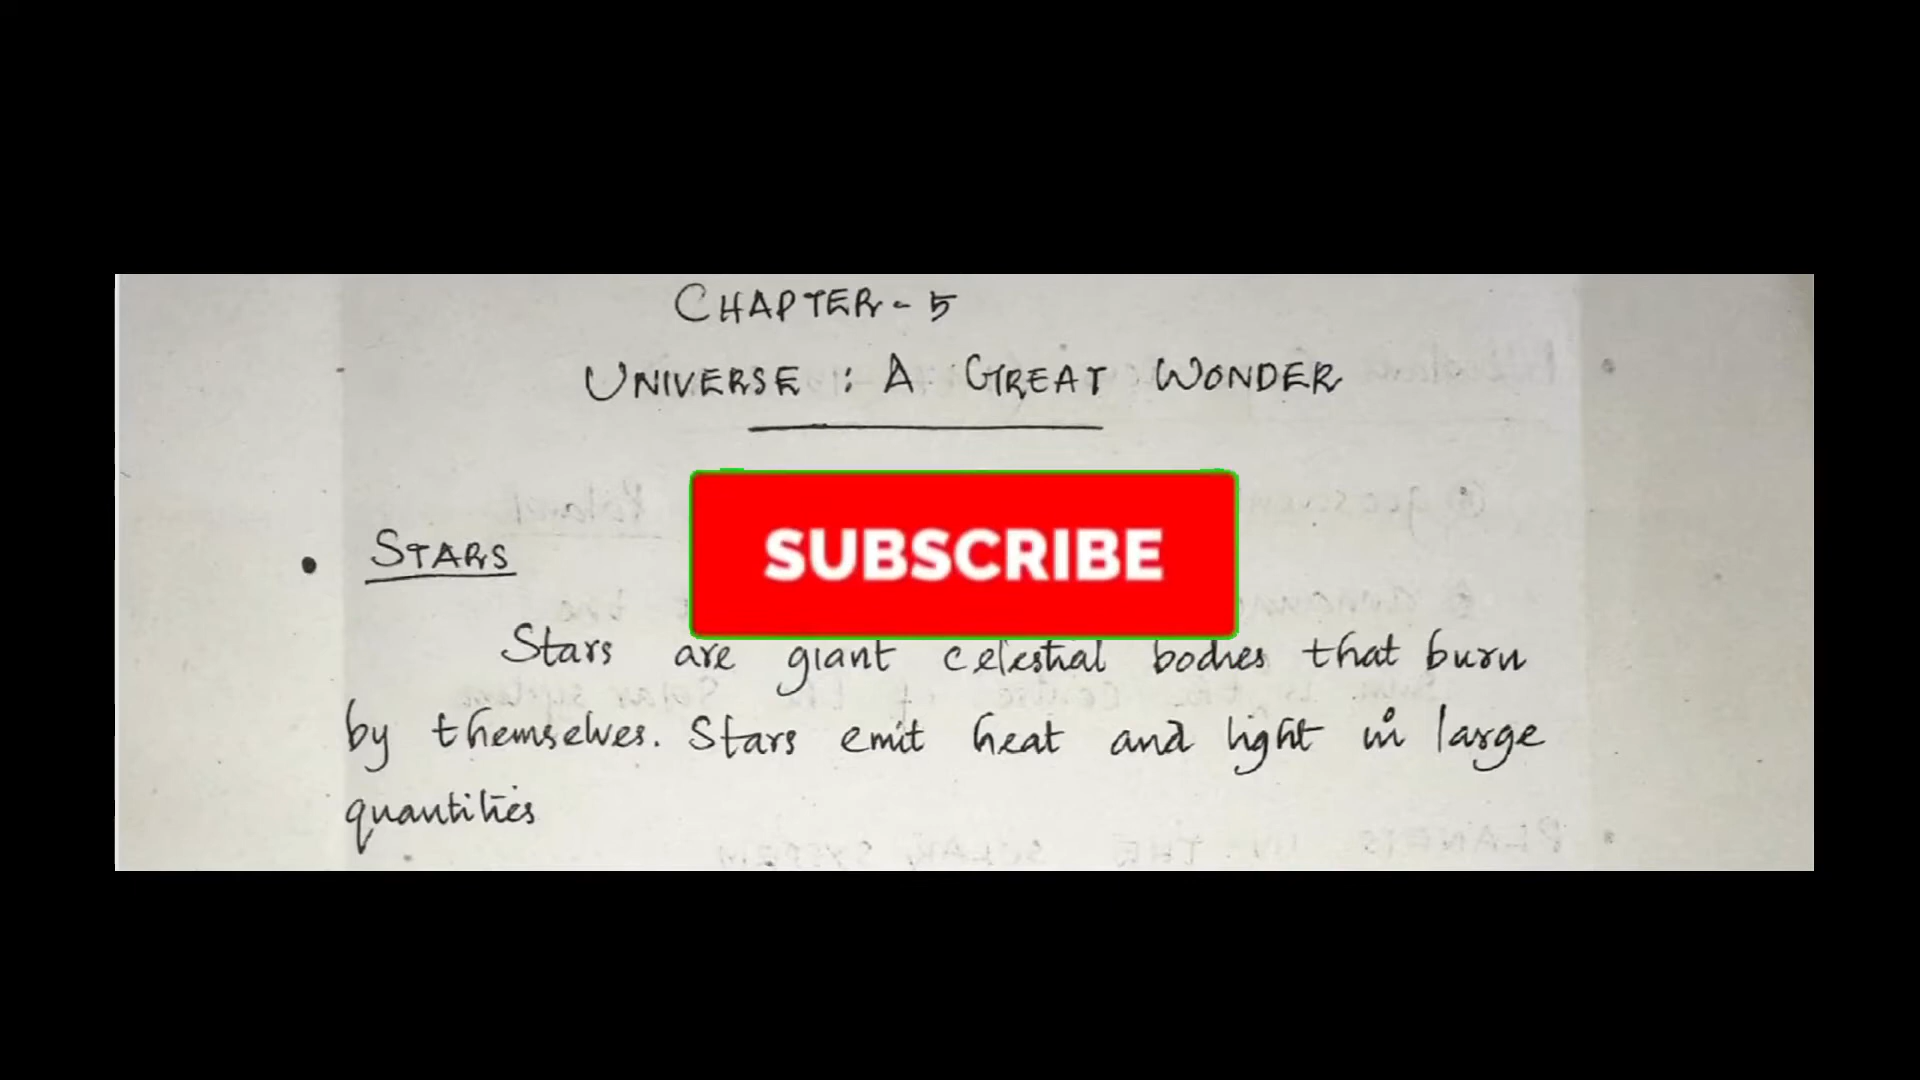 CHAPTER - 5
UNIVERSE : A GREAT WONDER
SUBSCRIBE
• STARS
Stars are giant celestial bodies that burn
by themselves. Stars emit heat and light in large
quantities